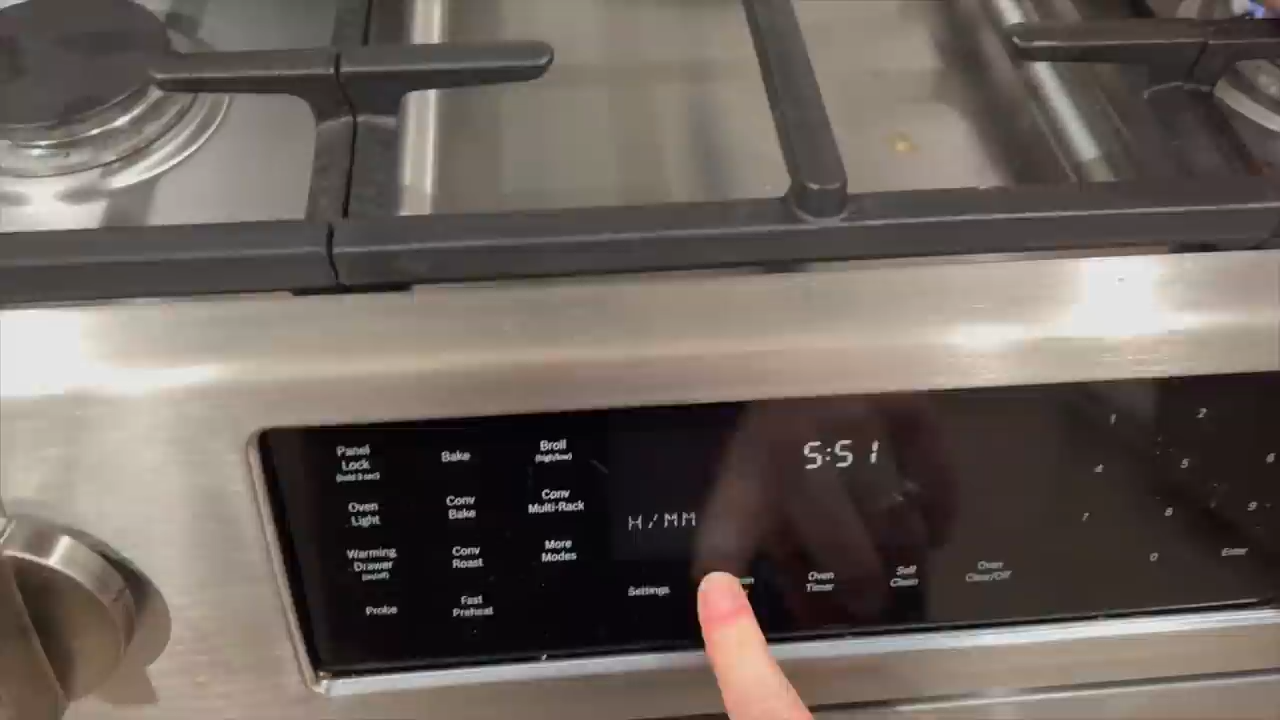 Panel
Lock
(hold 3 sec)
Bake
Broil
(high/low)
5:51
1
2
Oven
Light
Conv
Bake
Conv
Multi-Rack
H/MM
4
5
6
Warming
Drawer
(on/off)
Conv
Roast
More
Modes
7
8
9
Probe
Fast
Preheat
Settings
Oven
Timer
Self
Clean
Oven
Clear/Off
0
Enter